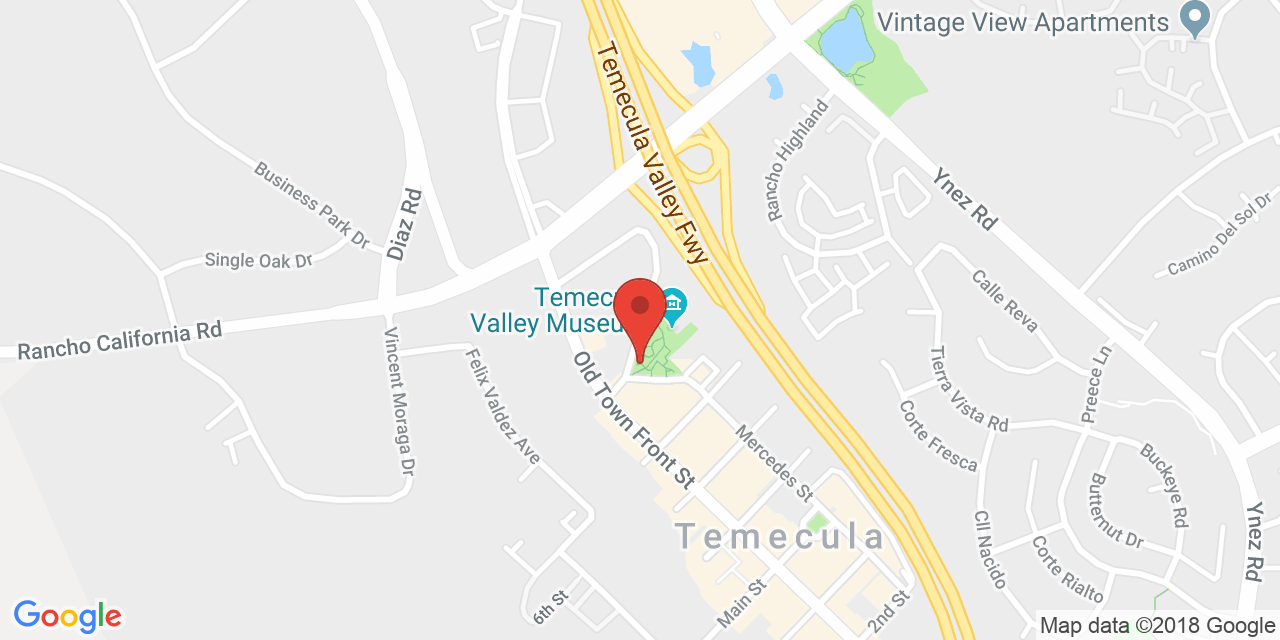 Vintage View Apartments
Temecula Valley Fwy
Rancho Highland
Ynez Rd
Business Park Dr
Diaz Rd
Single Oak Dr
Camino Del Sol Dr
Calle Reva
Temec
Valley Museu
Rancho California Rd
Vincent Moraga Dr
Felix Valdez Ave
Old Town Front St
Preece Ln
Tierra Vista Rd
Corte Fresca
Mercedes St
Buckeye Rd
Butternut Dr
Temecula
Cll Nacido
Corte Rialto
Ynez Rd
6th St
Main St
2nd St
Google
Map data ©2018 Google